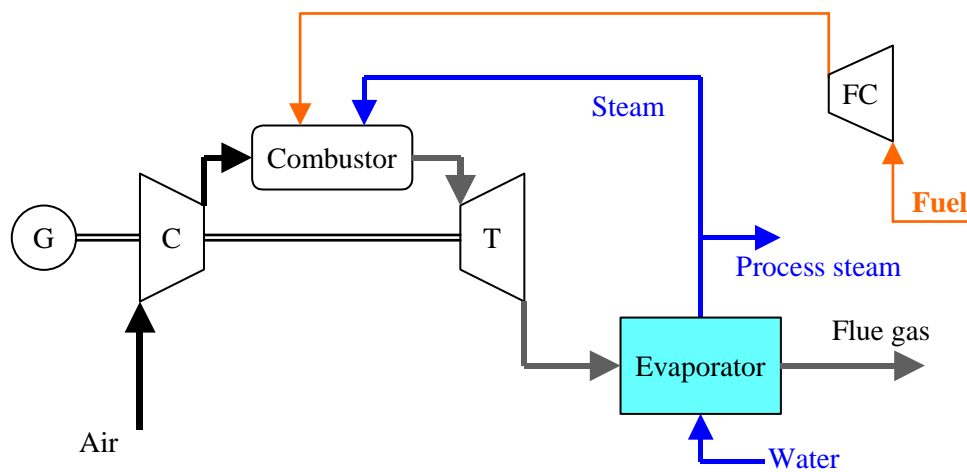 FC
Steam
Combustor
Fuel
G
C
T
Process steam
Flue gas
Evaporator
Air
Water